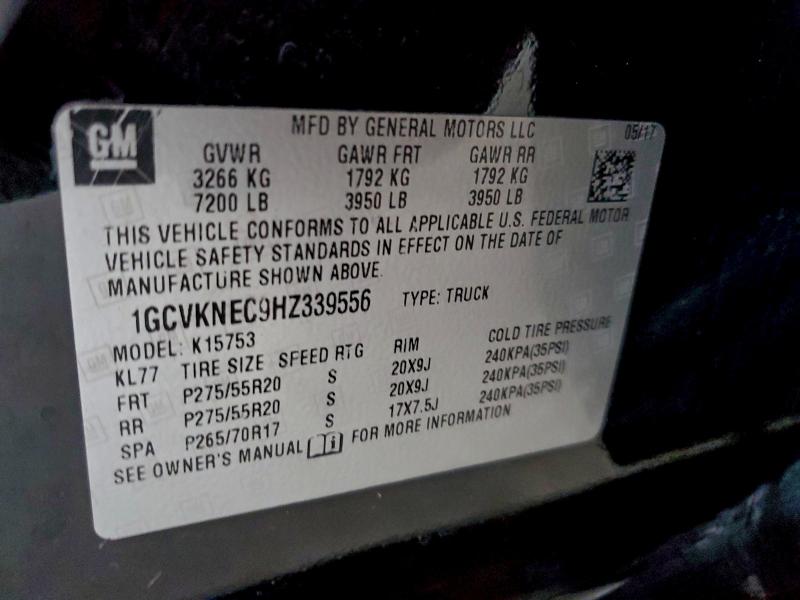 GM
MFD BY GENERAL MOTORS LLC 05/17
GVWR GAWR FRT GAWR RR
3266 KG 1792 KG 1792 KG
7200 LB 3950 LB 3950 LB
THIS VEHICLE CONFORMS TO ALL APPLICABLE U.S. FEDERAL MOTOR
VEHICLE SAFETY STANDARDS IN EFFECT ON THE DATE OF
MANUFACTURE SHOWN ABOVE.
1GCVKNEC9HZ339556 TYPE: TRUCK
MODEL: K15753
KL77 TIRE SIZE SPEED RTG RIM COLD TIRE PRESSURE
FRT P275/55R20 S 20X9J 240KPA(35PSI)
RR P275/55R20 S 20X9J 240KPA(35PSI)
SPA P265/70R17 S 17X7.5J 240KPA(35PSI)
SEE OWNER'S MANUAL i FOR MORE INFORMATION